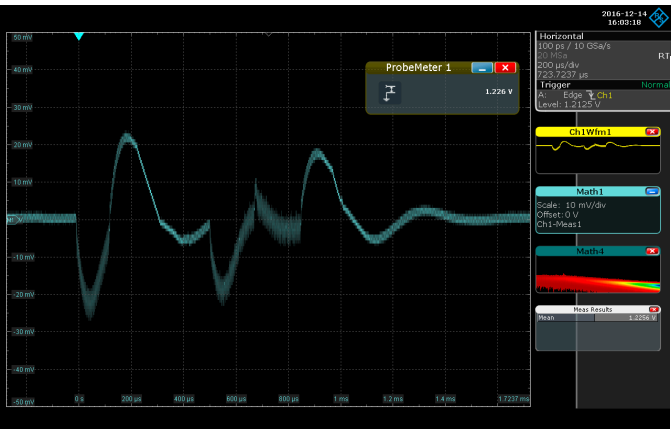 2016-12-14
16:03:18
Horizontal
100 ps / 10 GSa/s
20 MSa RT
200 µs/div
723.7237 µs
Trigger Normal
A: Edge Ch1
Level: 1.2125 V
Ch1Wfm1
Math1
Scale: 10 mV/div
Offset: 0 V
Ch1-Meas1
Math4
Meas Results
Mean 1.2256 V
ProbeMeter 1
1.226 V
50 mV
40 mV
30 mV
20 mV
10 mV
M1
-10 mV
-20 mV
-30 mV
-40 mV
-50 mV
0 s 200 µs 400 µs 600 µs 800 µs 1 ms 1.2 ms 1.4 ms 1.7237 ms